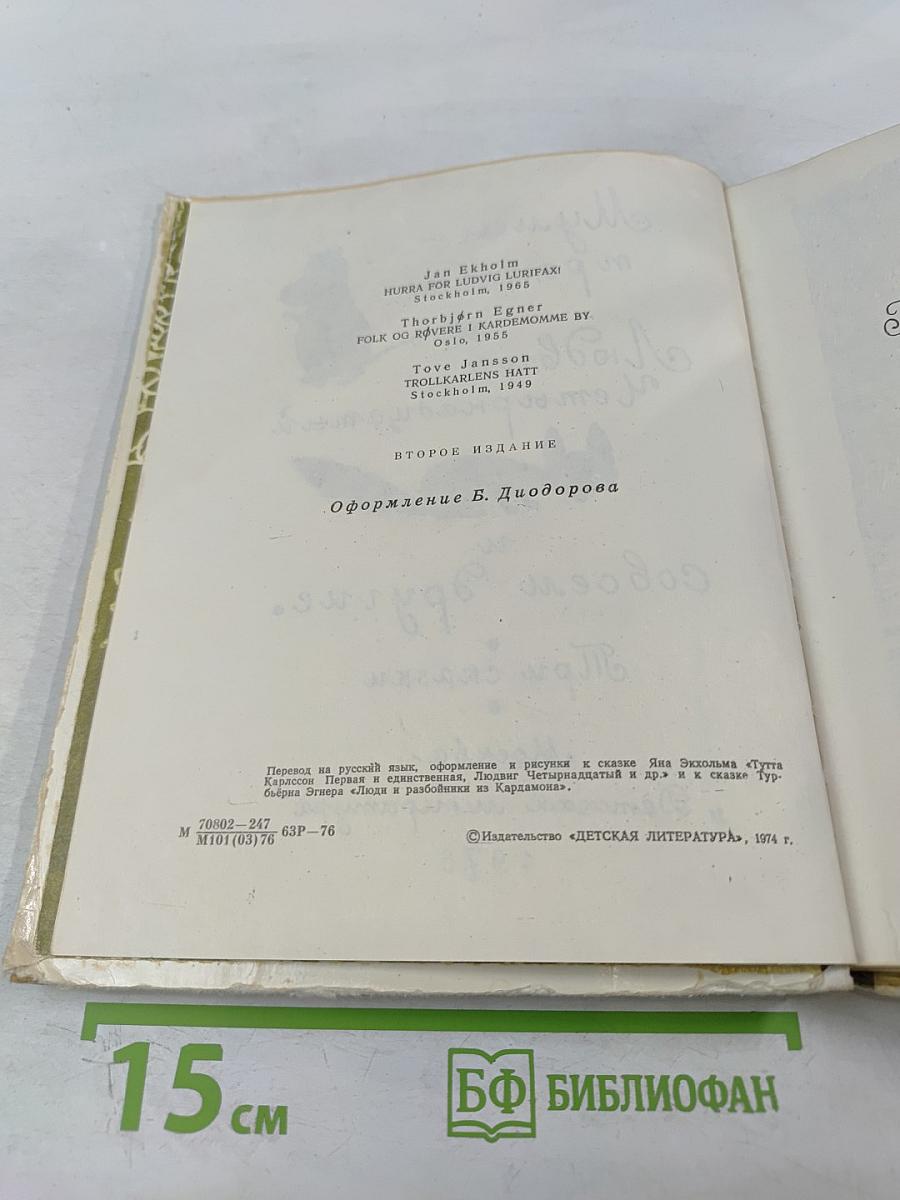 Jan Ekholm
HURRA FÖR LUDVIG LURIFAX!
Stockholm, 1965
Thorbjørn Egner
FOLK OG RØVERE I KARDEMOMME BY
Oslo, 1955
Tove Jansson
TROLLKARLENS HATT
Stockholm, 1949
ВТОРОЕ ИЗДАНИЕ
Оформление Б. Диодорова
Перевод на русский язык, оформление и рисунки к сказке Яна Экхольма «Тутта
Карлссон Первая и единственная, Людвиг Четырнадцатый и др.» и к сказке Тур-
бьёрна Эгнера «Люди и разбойники из Кардамона».
М 70802—247
М101(03)76 63Р—76
©Издательство «ДЕТСКАЯ ЛИТЕРАТУРА», 1974 г.
15 см
БФ БИБЛИОФАН